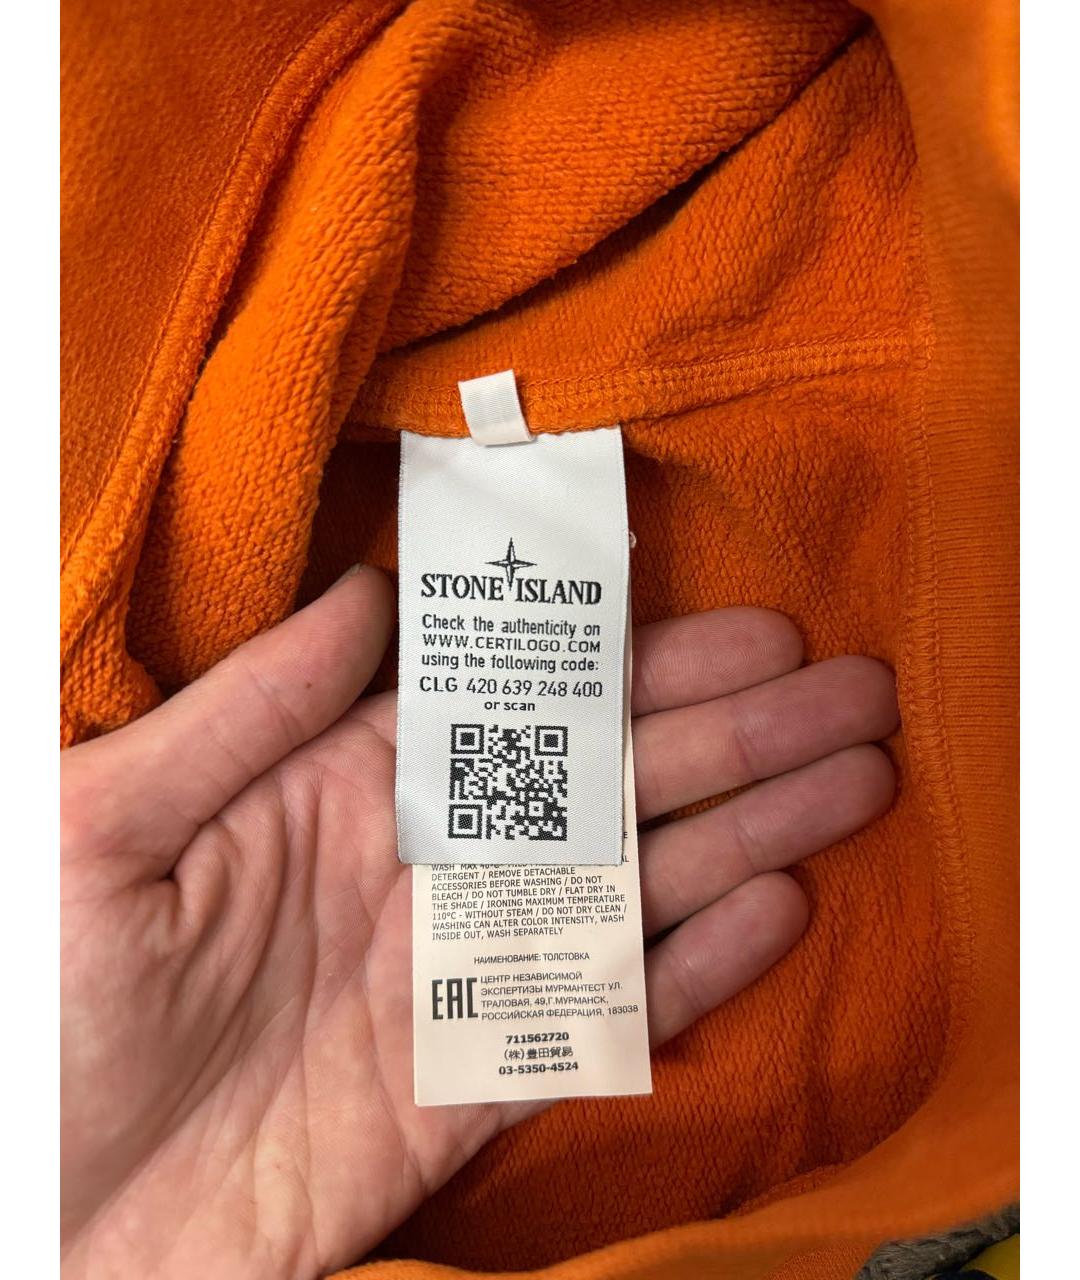 STONE ISLAND
Check the authenticity on
WWW.CERTILOGO.COM
using the following code:
CLG 420 639 248 400
or scan
WASH MAX 40°C
DETERGENT / REMOVE DETACHABLE
ACCESSORIES BEFORE WASHING / DO NOT
BLEACH / DO NOT TUMBLE DRY / FLAT DRY IN
THE SHADE / IRONING MAXIMUM TEMPERATURE
110°C - WITHOUT STEAM / DO NOT DRY CLEAN /
WASHING CAN ALTER COLOR INTENSITY, WASH
INSIDE OUT, WASH SEPARATELY
НАИМЕНОВАНИЕ: ТОЛСТОВКА
EAC
ЦЕНТР НЕЗАВИСИМОЙ
ЭКСПЕРТИЗЫ МУРМАНТЕСТ УЛ.
ТРАЛОВАЯ, 49,Г.МУРМАНСК,
РОССИЙСКАЯ ФЕДЕРАЦИЯ, 183038
711562720
(株)豊田貿易
03-5350-4524